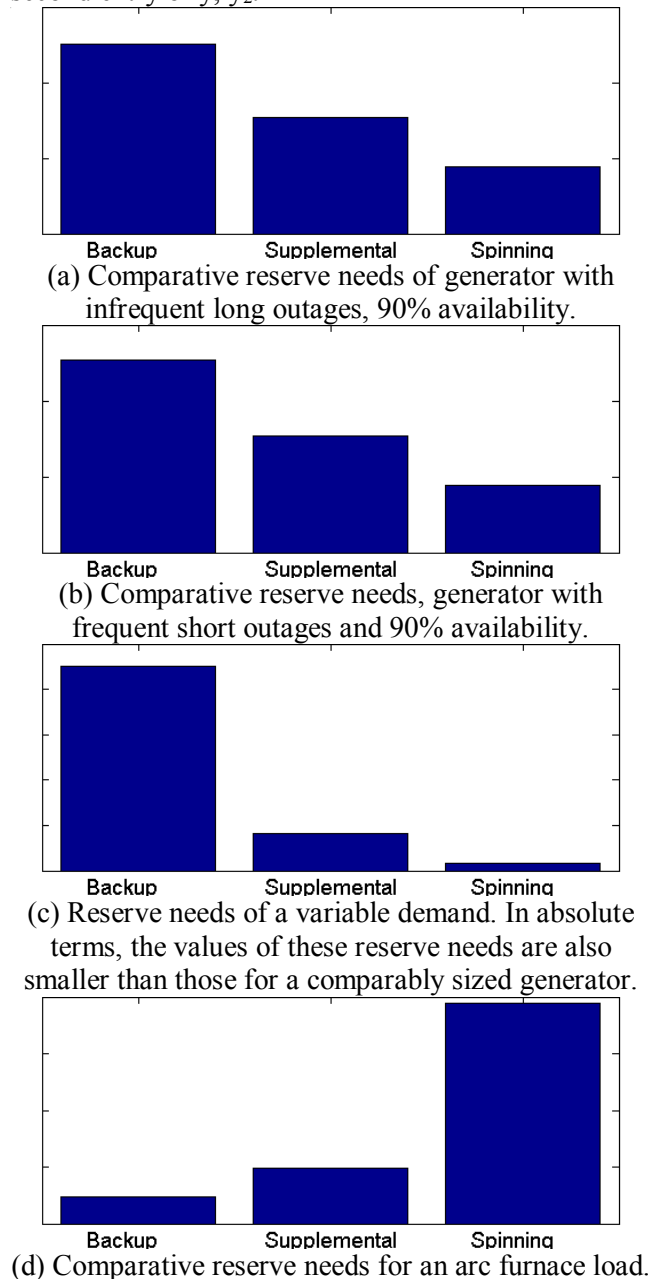 Backup Supplemental Spinning
(a) Comparative reserve needs of generator with
infrequent long outages, 90% availability.
Backup Supplemental Spinning
(b) Comparative reserve needs, generator with
frequent short outages and 90% availability.
Backup Supplemental Spinning
(c) Reserve needs of a variable demand. In absolute
terms, the values of these reserve needs are also
smaller than those for a comparably sized generator.
Backup Supplemental Spinning
(d) Comparative reserve needs for an arc furnace load.